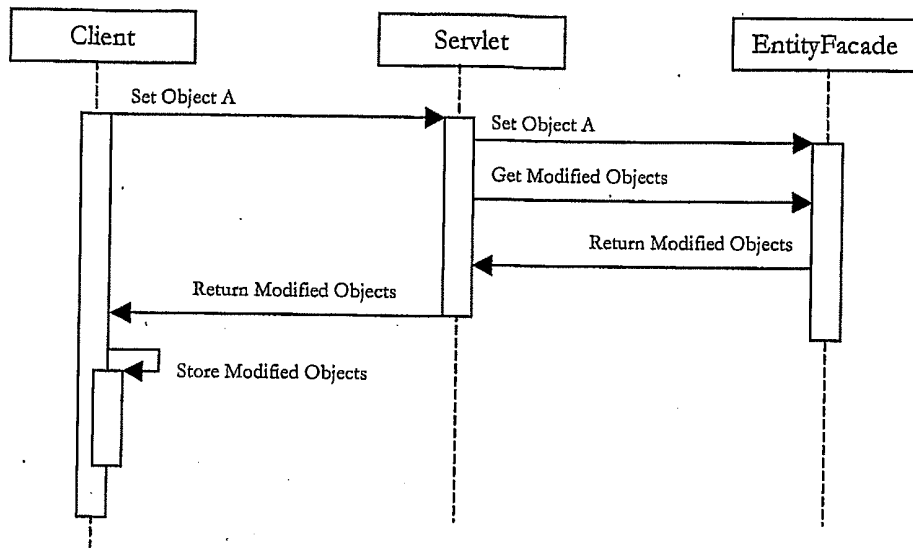 Client
Servlet
EntityFacade
Set Object A
Set Object A
Get Modified Objects
Return Modified Objects
Return Modified Objects
Store Modified Objects